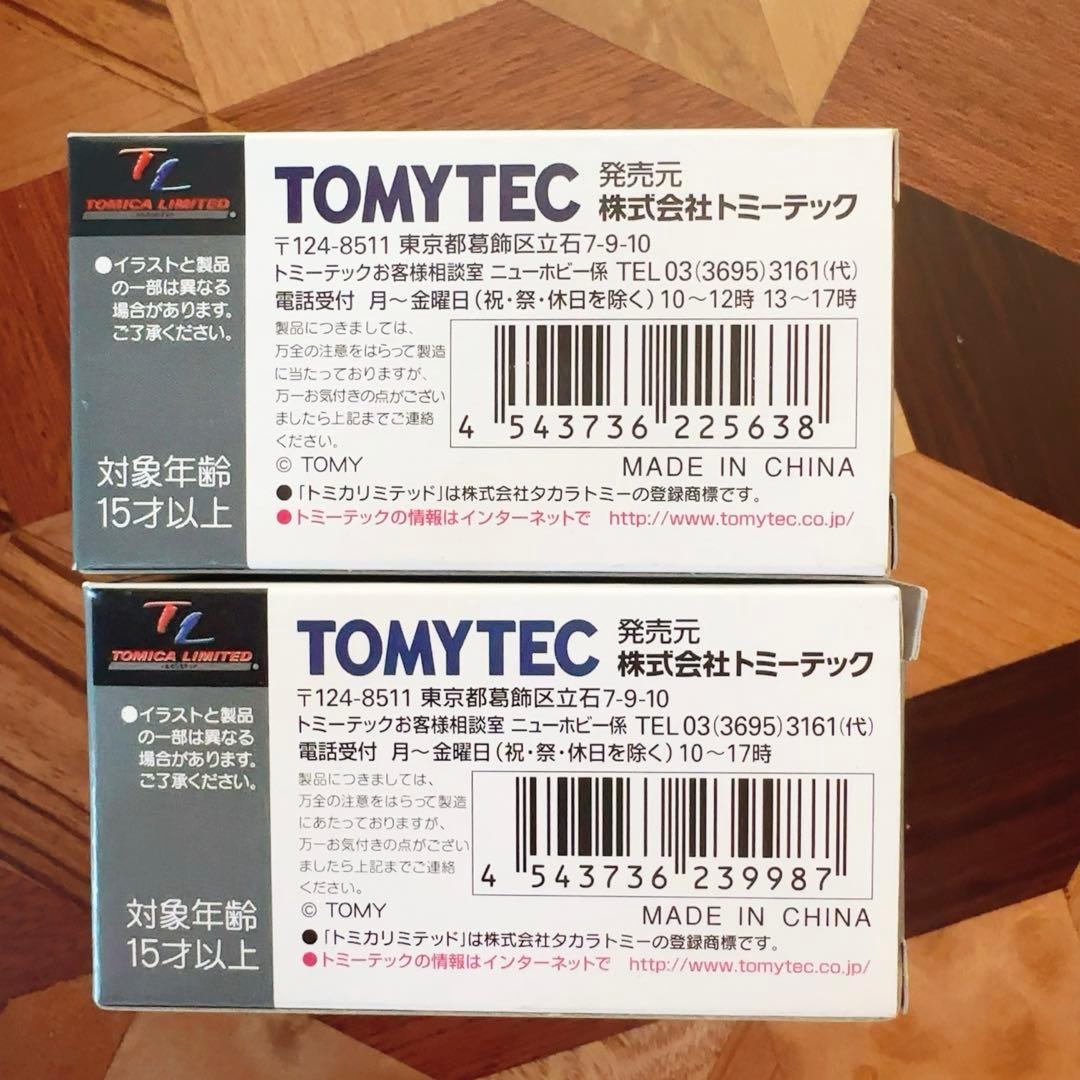 TL
TOMICA LIMITED
●イラストと製品
の一部は異なる
場合があります。
ご了承ください。
対象年齢
15才以上
TOMYTEC
発売元
株式会社トミーテック
〒124-8511 東京都葛飾区立石7-9-10
トミーテックお客様相談室 ニューホビー係 TEL 03(3695)3161(代)
電話受付 月～金曜日(祝・祭・休日を除く)10～12時 13～17時
製品につきましては、
万全の注意をはらって製造
に当たっておりますが、
万一お気付きの点がござい
ましたら上記までご連絡
ください。
4 543736 225638
© TOMY
MADE IN CHINA
●「トミカリミテッド」は株式会社タカラトミーの登録商標です。
●トミーテックの情報はインターネットで http://www.tomytec.co.jp/
TL
TOMICA LIMITED
●イラストと製品
の一部は異なる
場合があります。
ご了承ください。
対象年齢
15才以上
TOMYTEC
発売元
株式会社トミーテック
〒124-8511 東京都葛飾区立石7-9-10
トミーテックお客様相談室 ニューホビー係 TEL 03(3695)3161(代)
電話受付 月～金曜日(祝・祭・休日を除く)10～17時
製品につきましては、
万全の注意をはらって製造
にあたっておりますが、
万一お気付きの点がござい
ましたら上記までご連絡
ください。
4 543736 239987
© TOMY
MADE IN CHINA
●「トミカリミテッド」は株式会社タカラトミーの登録商標です。
●トミーテックの情報はインターネットで http://www.tomytec.co.jp/